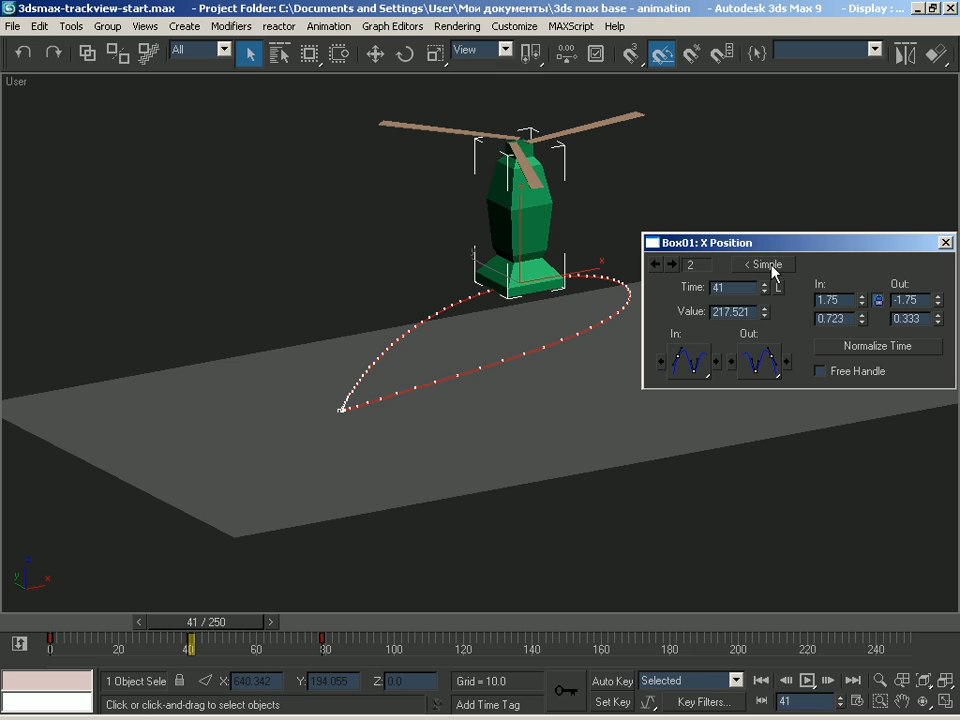 3dsmax-trackview-start.max - Project Folder: C:\Documents and Settings\User\Мои документы\3ds max base - animation - Autodesk 3ds Max 9 - Display : ...
File Edit Tools Group Views Create Modifiers reactor Animation Graph Editors Rendering Customize MAXScript Help
All View 0.00
User
Box01: X Position
2 < Simple
Time: 41 L In: Out:
1.75 -1.75
Value: 217.521 0.723 0.333
In: Out:
Normalize Time
Free Handle
x
z
y x
< 41 / 250 >
0 20 40 60 80 100 120 140 160 180 200 220 240
1 Object Sele X: 640.342 Y: 194.055 Z: 0.0 Grid = 10.0 Auto Key Selected
Click or click-and-drag to select objects Add Time Tag Set Key Key Filters... 41